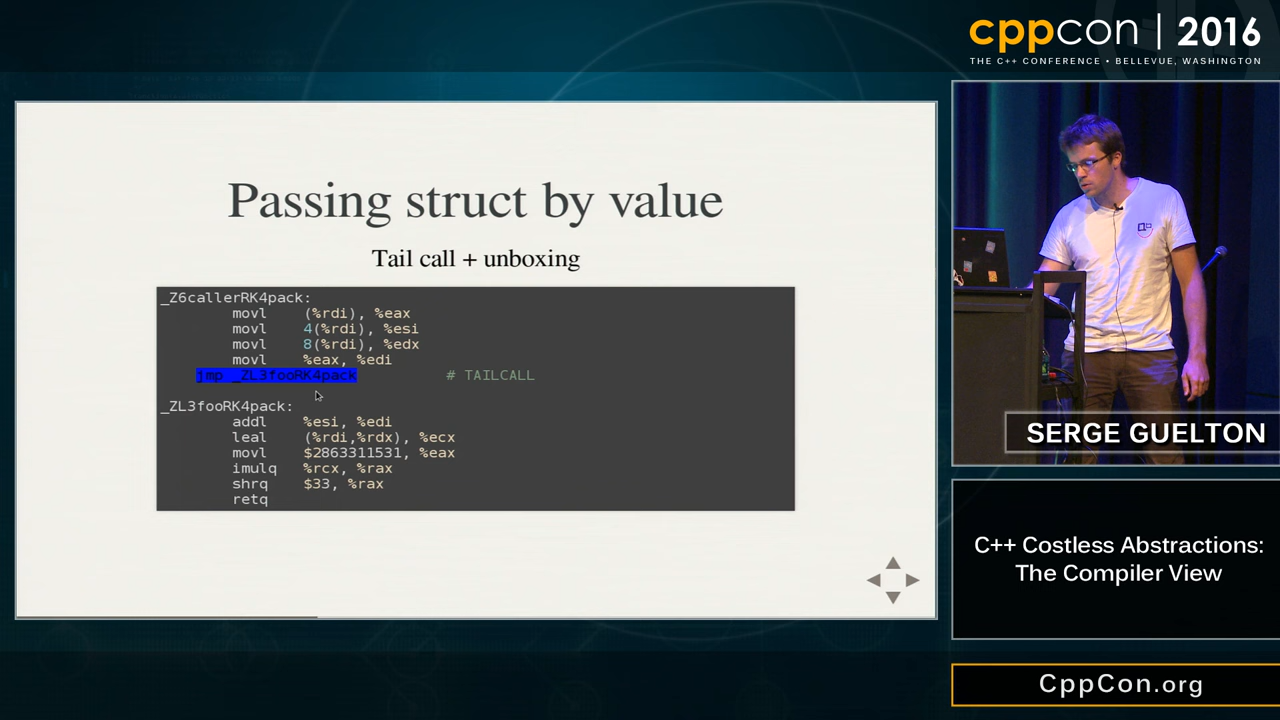 cppcon | 2016
THE C++ CONFERENCE • BELLEVUE, WASHINGTON
Passing struct by value
Tail call + unboxing
_Z6callerRK4pack:
movl (%rdi), %eax
movl 4(%rdi), %esi
movl 8(%rdi), %edx
movl %eax, %edi
jmp _ZL3fooRK4pack # TAILCALL
_ZL3fooRK4pack:
addl %esi, %edi
leal (%rdi,%rdx), %ecx
movl $2863311531, %eax
imulq %rcx, %rax
shrq $33, %rax
retq
SERGE GUELTON
C++ Costless Abstractions:
The Compiler View
CppCon.org